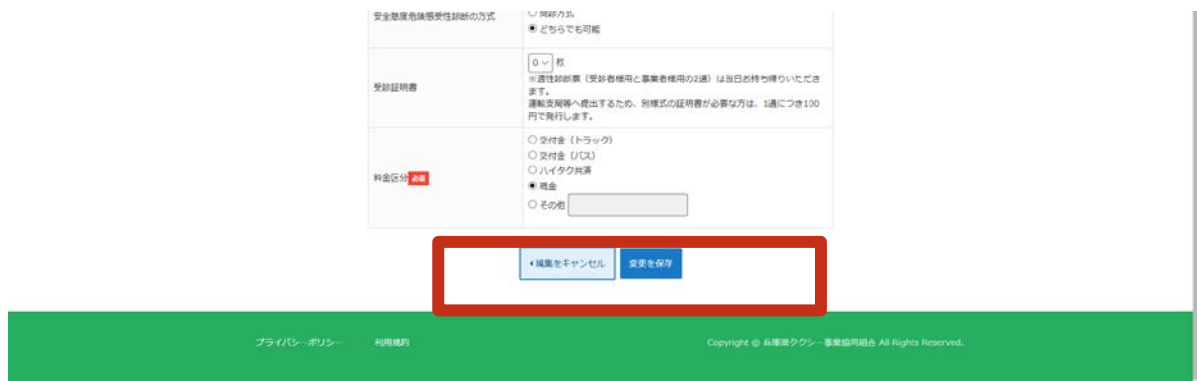 安全態度危険感受性診断の方式
問診方式
どちらでも可能
受診証明書
0 枚
※適性診断票(受診者様用と事業者様用の2通)は当日お持ち帰りいただき
ます。
運輸支局等へ提出するため、別様式の証明書が必要な方は、1通につき100
円で発行します。
料金区分 必須
交付金(トラック)
交付金(バス)
ハイタク共済
現金
その他
編集をキャンセル
変更を保存
プライバシーポリシー 利用規約 Copyright © 兵庫県タクシー事業協同組合 All Rights Reserved.